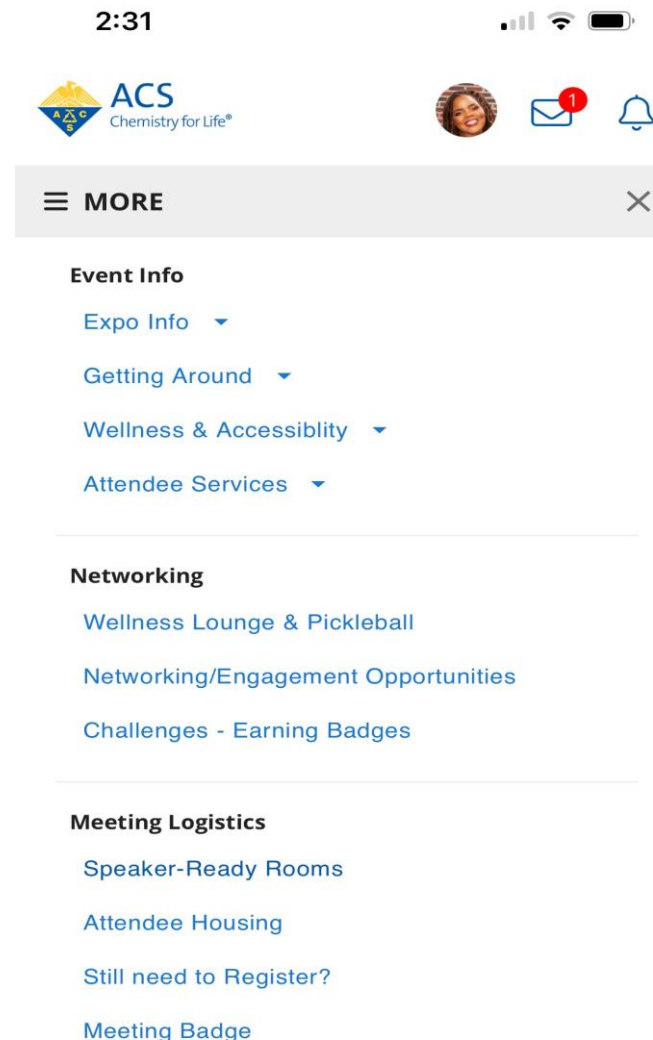 2:31
ACS
Chemistry for Life®
A C S
1
MORE
Event Info
Expo Info
Getting Around
Wellness & Accessiblity
Attendee Services
Networking
Wellness Lounge & Pickleball
Networking/Engagement Opportunities
Challenges - Earning Badges
Meeting Logistics
Speaker-Ready Rooms
Attendee Housing
Still need to Register?
Meeting Badge